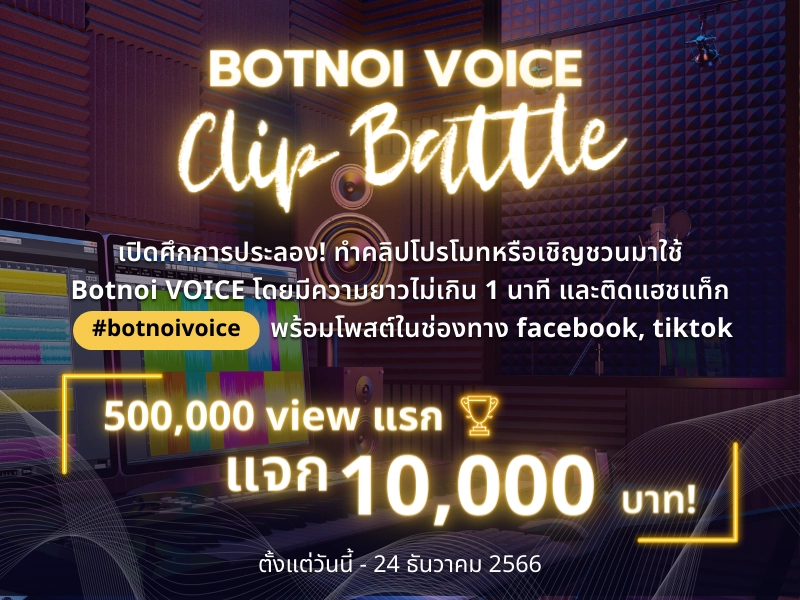 BOTNOI VOICE
Clip Battle
เปิดศึกการประลอง! ทำคลิปโปรโมทหรือเชิญชวนมาใช้
Botnoi VOICE โดยมีความยาวไม่เกิน 1 นาที และติดแฮชแท็ก
#botnoivoice พร้อมโพสต์ในช่องทาง facebook, tiktok
500,000 view แรก
แจก 10,000 บาท!
ตั้งแต่วันนี้ - 24 ธันวาคม 2566